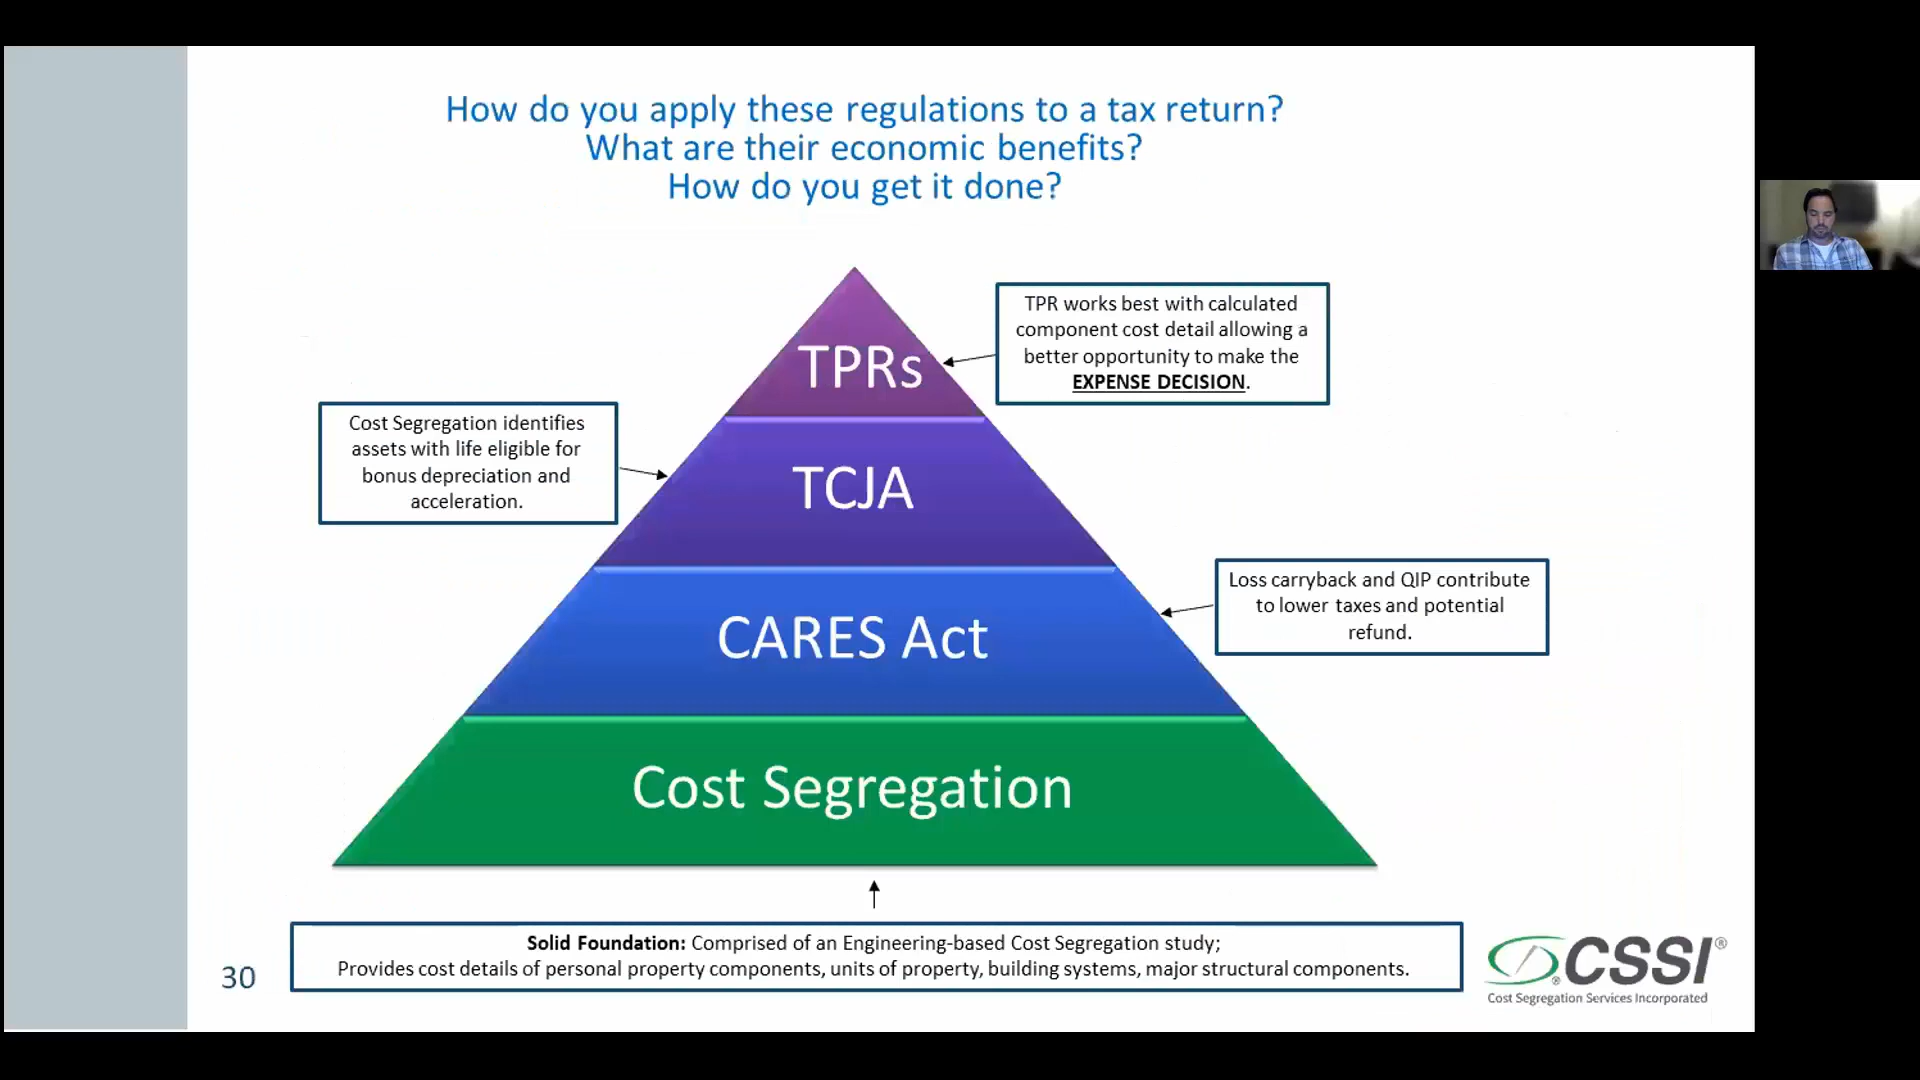 How do you apply these regulations to a tax return?
What are their economic benefits?
How do you get it done?
TPRs
TPR works best with calculated
component cost detail allowing a
better opportunity to make the
EXPENSE DECISION.
Cost Segregation identifies
assets with life eligible for
bonus depreciation and
acceleration.
TCJA
CARES Act
Loss carryback and QIP contribute
to lower taxes and potential
refund.
Cost Segregation
Solid Foundation: Comprised of an Engineering-based Cost Segregation study;
Provides cost details of personal property components, units of property, building systems, major structural components.
30
CSSI®
Cost Segregation Services Incorporated